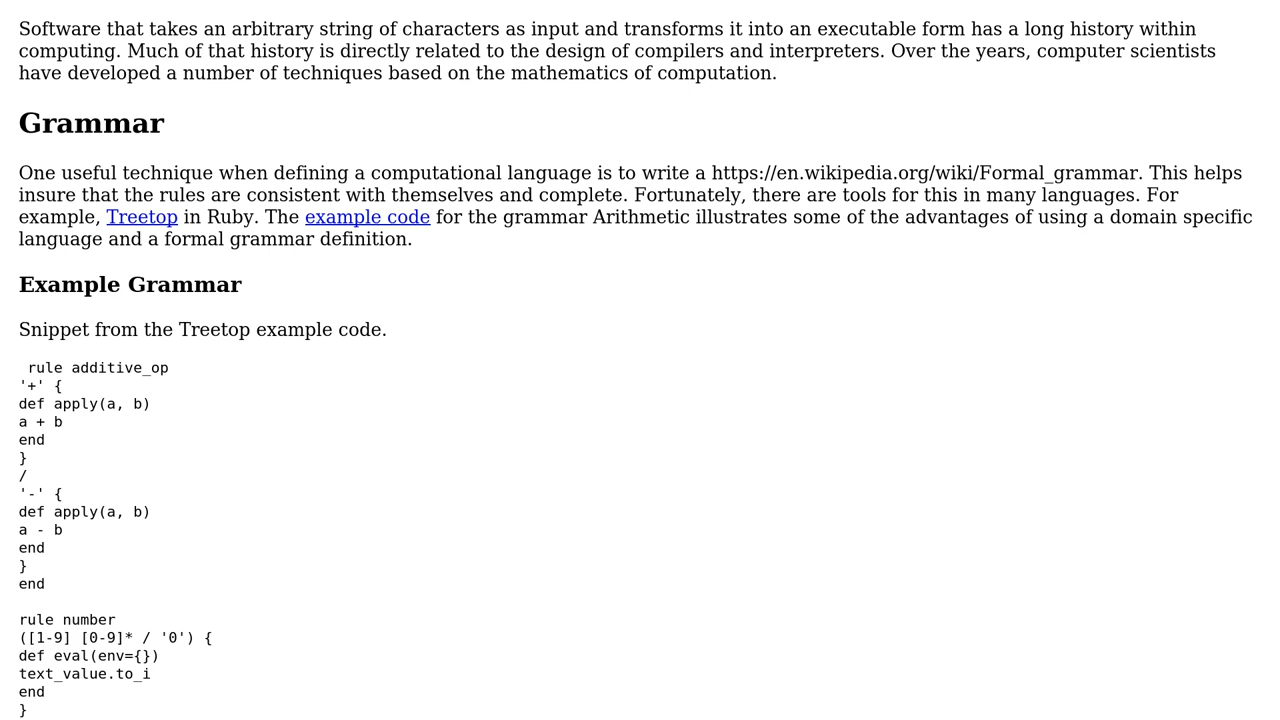 Software that takes an arbitrary string of characters as input and transforms it into an executable form has a long history within
computing. Much of that history is directly related to the design of compilers and interpreters. Over the years, computer scientists
have developed a number of techniques based on the mathematics of computation.
Grammar
One useful technique when defining a computational language is to write a https://en.wikipedia.org/wiki/Formal_grammar. This helps
insure that the rules are consistent with themselves and complete. Fortunately, there are tools for this in many languages. For
example, Treetop in Ruby. The example code for the grammar Arithmetic illustrates some of the advantages of using a domain specific
language and a formal grammar definition.
Example Grammar
Snippet from the Treetop example code.
rule additive_op
'+' {
def apply(a, b)
a + b
end
}
/
'-' {
def apply(a, b)
a - b
end
}
end
rule number
([1-9] [0-9]* / '0') {
def eval(env={})
text_value.to_i
end
}